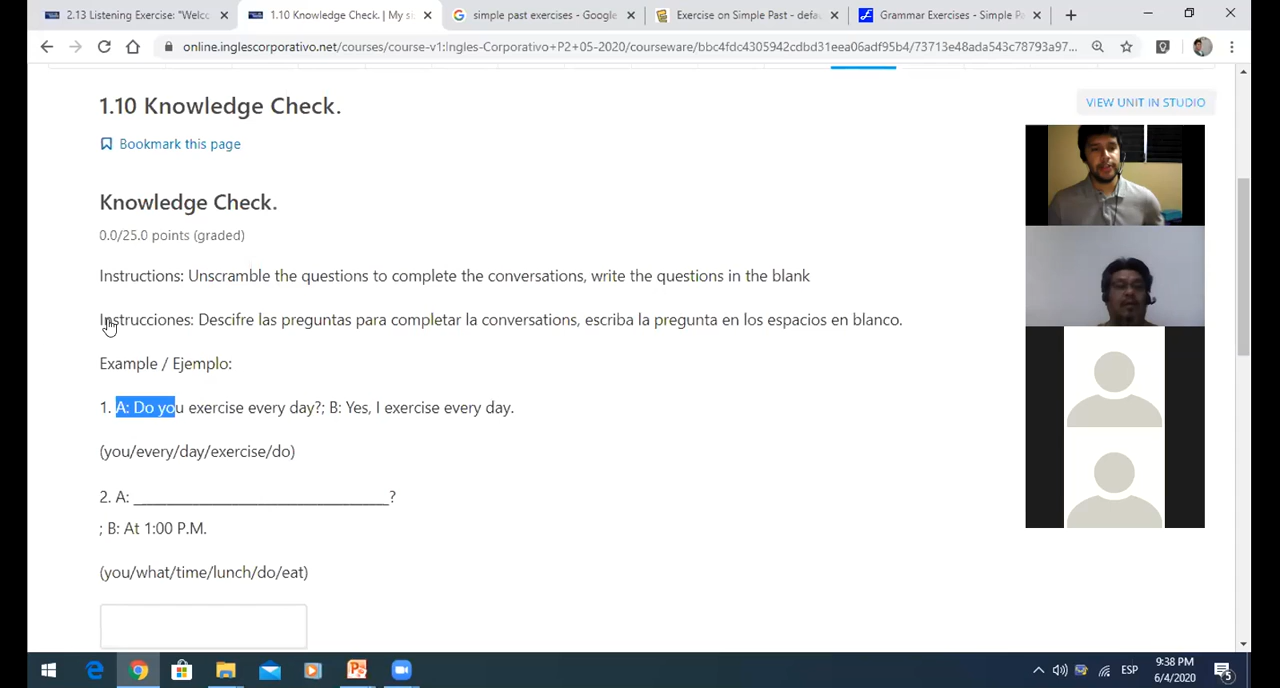 2.13 Listening Exercise: "Welco
1.10 Knowledge Check. | My si
simple past exercises - Google
Exercise on Simple Past - defau
Grammar Exercises - Simple Pa
online.inglescorporativo.net/courses/course-v1:Ingles-Corporativo+P2+05-2020/courseware/bbc4fdc4305942cdbd31eea06adf95b4/73713e48ada543c78793a97...
1.10 Knowledge Check.
VIEW UNIT IN STUDIO
Bookmark this page
Knowledge Check.
0.0/25.0 points (graded)
Instructions: Unscramble the questions to complete the conversations, write the questions in the blank
Instrucciones: Descifre las preguntas para completar la conversations, escriba la pregunta en los espacios en blanco.
Example / Ejemplo:
1. A: Do you exercise every day?; B: Yes, I exercise every day.
(you/every/day/exercise/do)
2. A: ________________________________?
; B: At 1:00 P.M.
(you/what/time/lunch/do/eat)
ESP
9:38 PM
6/4/2020
5